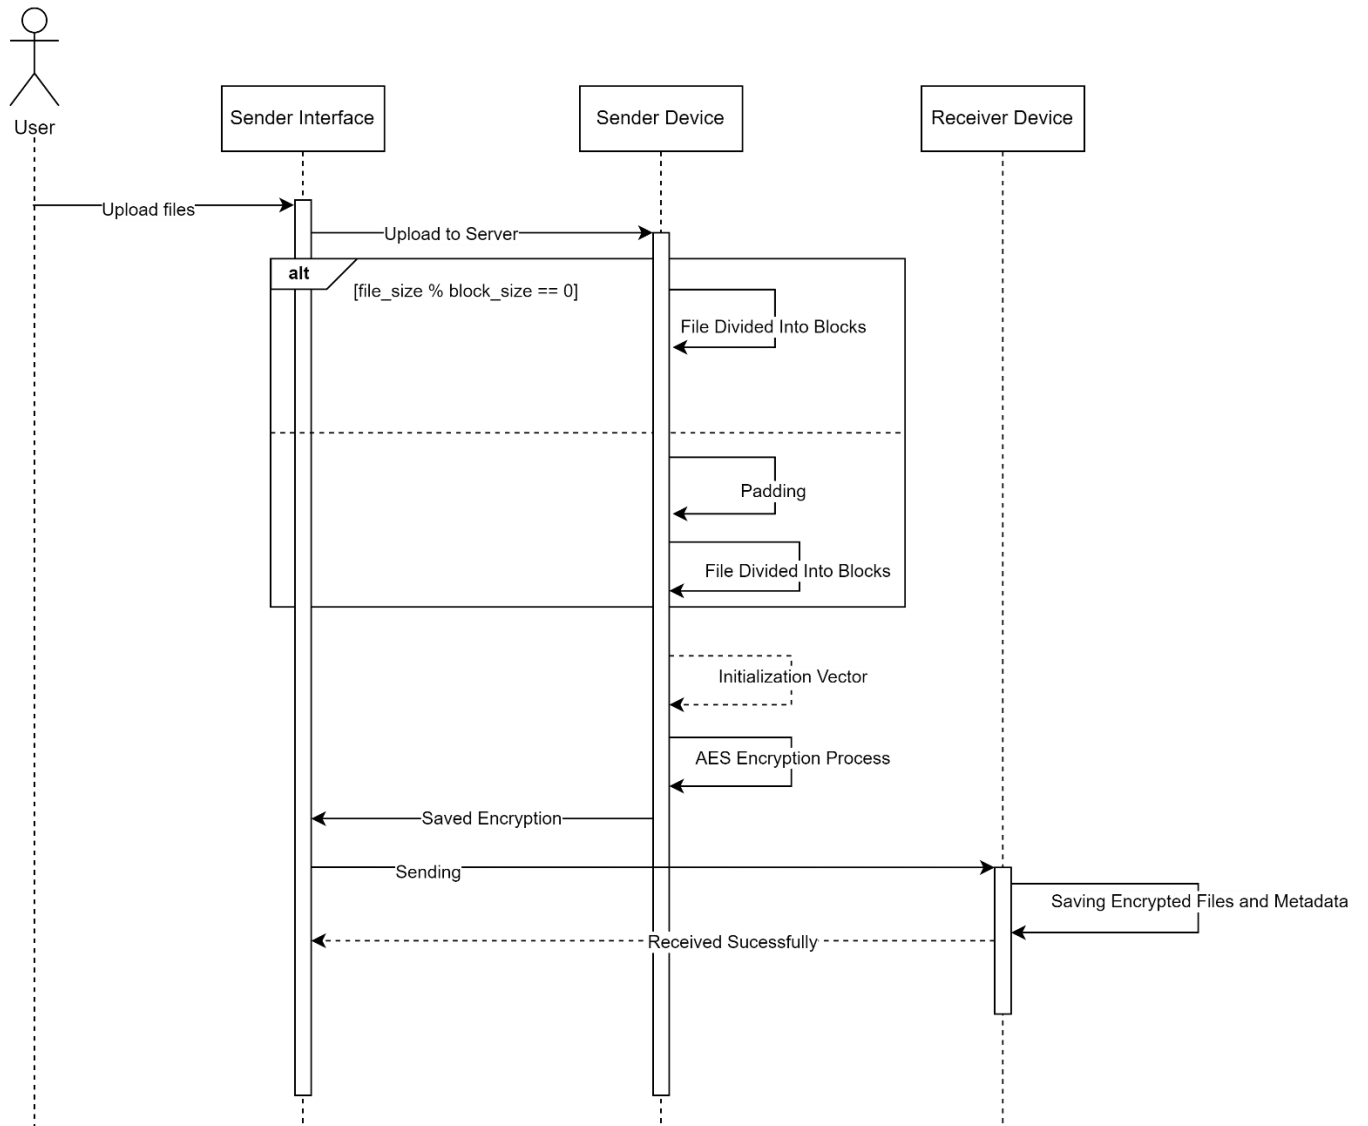 User
Sender Interface
Sender Device
Receiver Device
Upload files
Upload to Server
alt
[file_size % block_size == 0]
File Divided Into Blocks
Padding
File Divided Into Blocks
Initialization Vector
AES Encryption Process
Saved Encryption
Sending
Saving Encrypted Files and Metadata
Received Sucessfully